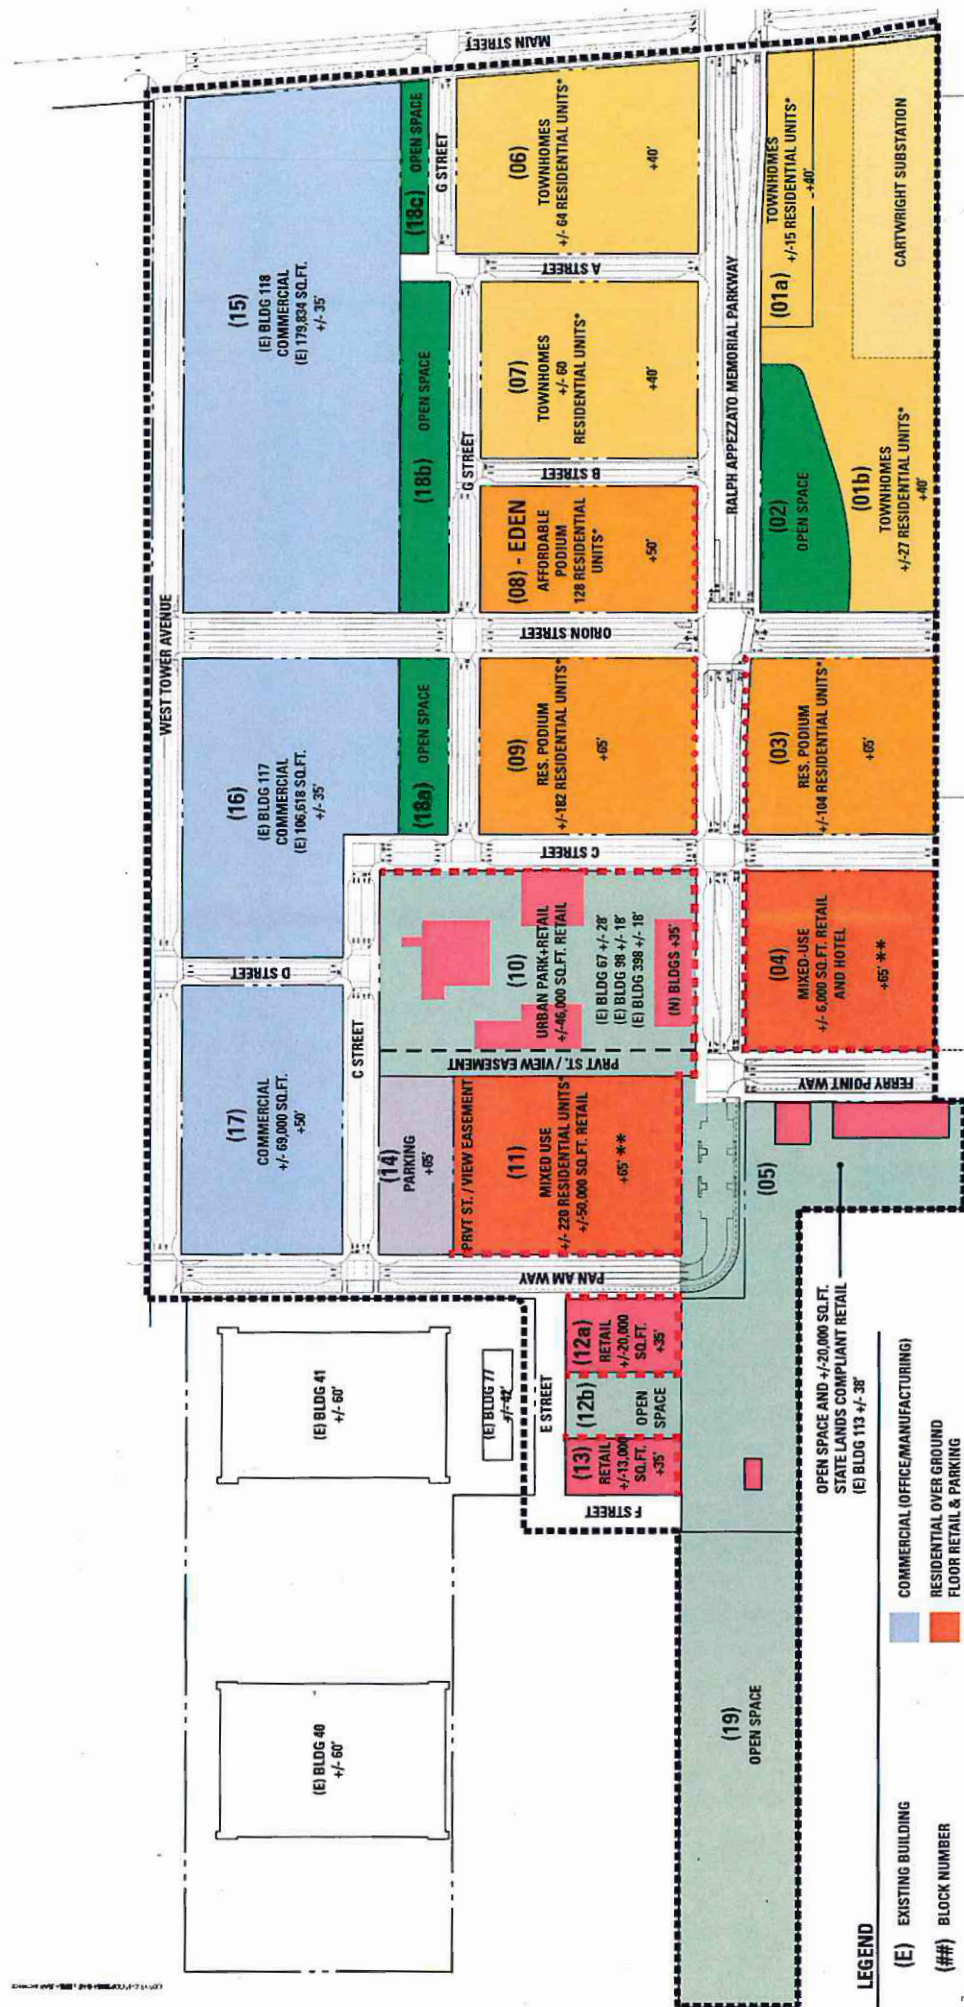 MAIN STREET
WEST TOWER AVENUE
(15)
(E) BLDG 118
COMMERCIAL
(E) 179,834 SQ.FT.
+/- 35'
(16)
(E) BLDG 117
COMMERCIAL
(E) 106,618 SQ.FT.
+/- 35'
(17)
COMMERCIAL
+/- 69,000 SQ.FT.
+50'
D STREET
C STREET
(18c) OPEN SPACE
(18b) OPEN SPACE
(18a) OPEN SPACE
G STREET
G STREET
(06)
TOWNHOMES
+/- 64 RESIDENTIAL UNITS*
+40'
A STREET
(07)
TOWNHOMES
+/- 60
RESIDENTIAL UNITS*
+40'
B STREET
(08) - EDEN
AFFORDABLE
PODIUM
128 RESIDENTIAL
UNITS*
+50'
ORION STREET
(09)
RES. PODIUM
+/-182 RESIDENTIAL UNITS*
+65'
C STREET
(10)
URBAN PARK+RETAIL
+/-46,000 SQ.FT. RETAIL
(E) BLDG 67 +/- 28'
(E) BLDG 98 +/- 18'
(E) BLDG 398 +/- 18'
(N) BLDGS +35'
PRVT ST. / VIEW EASEMENT
(14)
PARKING
+65'
PRVT ST. / VIEW EASEMENT
(11)
MIXED USE
+/- 220 RESIDENTIAL UNITS*
+/-50,000 SQ.FT. RETAIL
+65' **
PAN AM WAY
RALPH APPEZZATO MEMORIAL PARKWAY
(01a)
TOWNHOMES
+/-15 RESIDENTIAL UNITS*
+40'
CARTWRIGHT SUBSTATION
(02)
OPEN SPACE
(01b)
TOWNHOMES
+/-27 RESIDENTIAL UNITS*
+40'
(03)
RES. PODIUM
+/-104 RESIDENTIAL UNITS*
+65'
(04)
MIXED-USE
+/- 6,000 SQ.FT. RETAIL
AND HOTEL
+65' **
FERRY POINT WAY
(05)
OPEN SPACE AND +/-20,000 SQ.FT.
STATE LANDS COMPLIANT RETAIL
(E) BLDG 113 +/- 38'
(E) BLDG 41
+/- 60'
(E) BLDG 77
+/- 42'
E STREET
(12a)
RETAIL
+/-20,000
SQ.FT.
+35'
(12b)
OPEN
SPACE
(13)
RETAIL
+/-13,000
SQ.FT.
+35'
F STREET
(E) BLDG 40
+/- 60'
(19)
OPEN SPACE
LEGEND
(E) EXISTING BUILDING
(##) BLOCK NUMBER
COMMERCIAL (OFFICE/MANUFACTURING)
RESIDENTIAL OVER GROUND
FLOOR RETAIL & PARKING